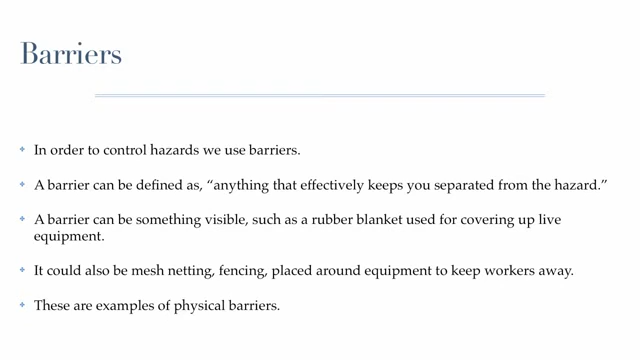 Barriers
In order to control hazards we use barriers.
A barrier can be defined as, “anything that effectively keeps you separated from the hazard.”
A barrier can be something visible, such as a rubber blanket used for covering up live
equipment.
It could also be mesh netting, fencing, placed around equipment to keep workers away.
These are examples of physical barriers.